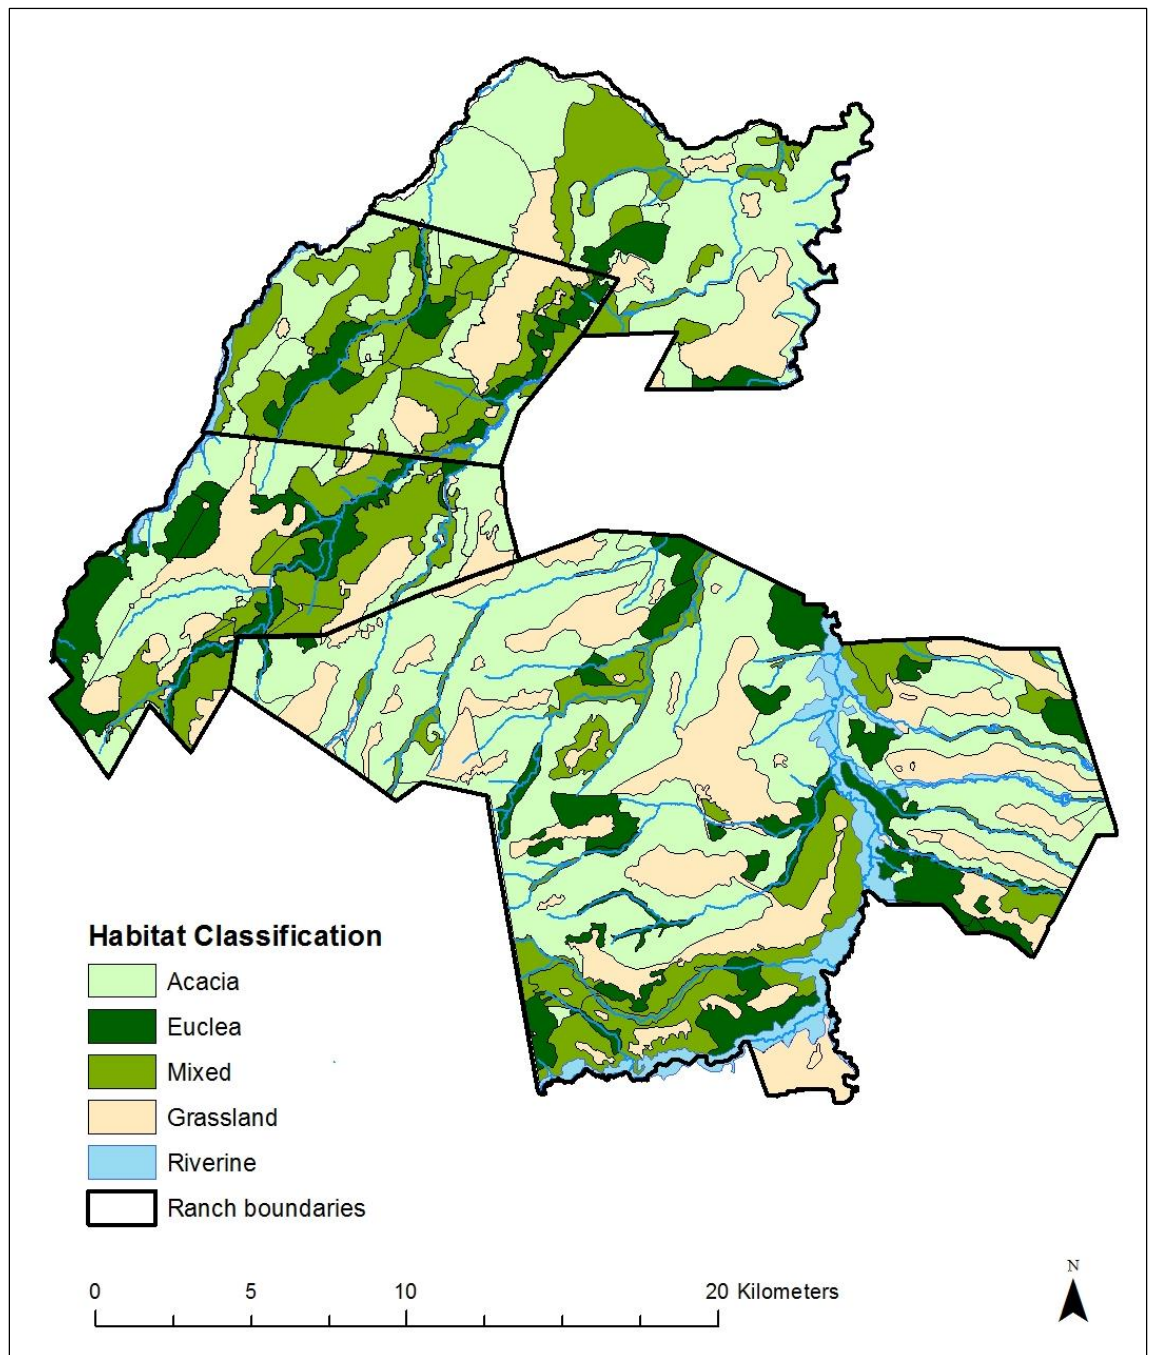 Habitat Classification
Acacia
Euclea
Mixed
Grassland
Riverine
Ranch boundaries
0 5 10 20 Kilometers
N